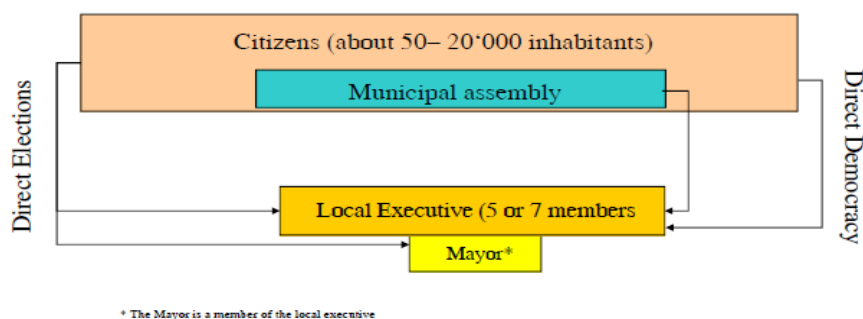 Citizens (about 50– 20‘000 inhabitants)
Municipal assembly
Direct Elections
Direct Democracy
Local Executive (5 or 7 members
Mayor*
* The Mayor is a member of the local executive